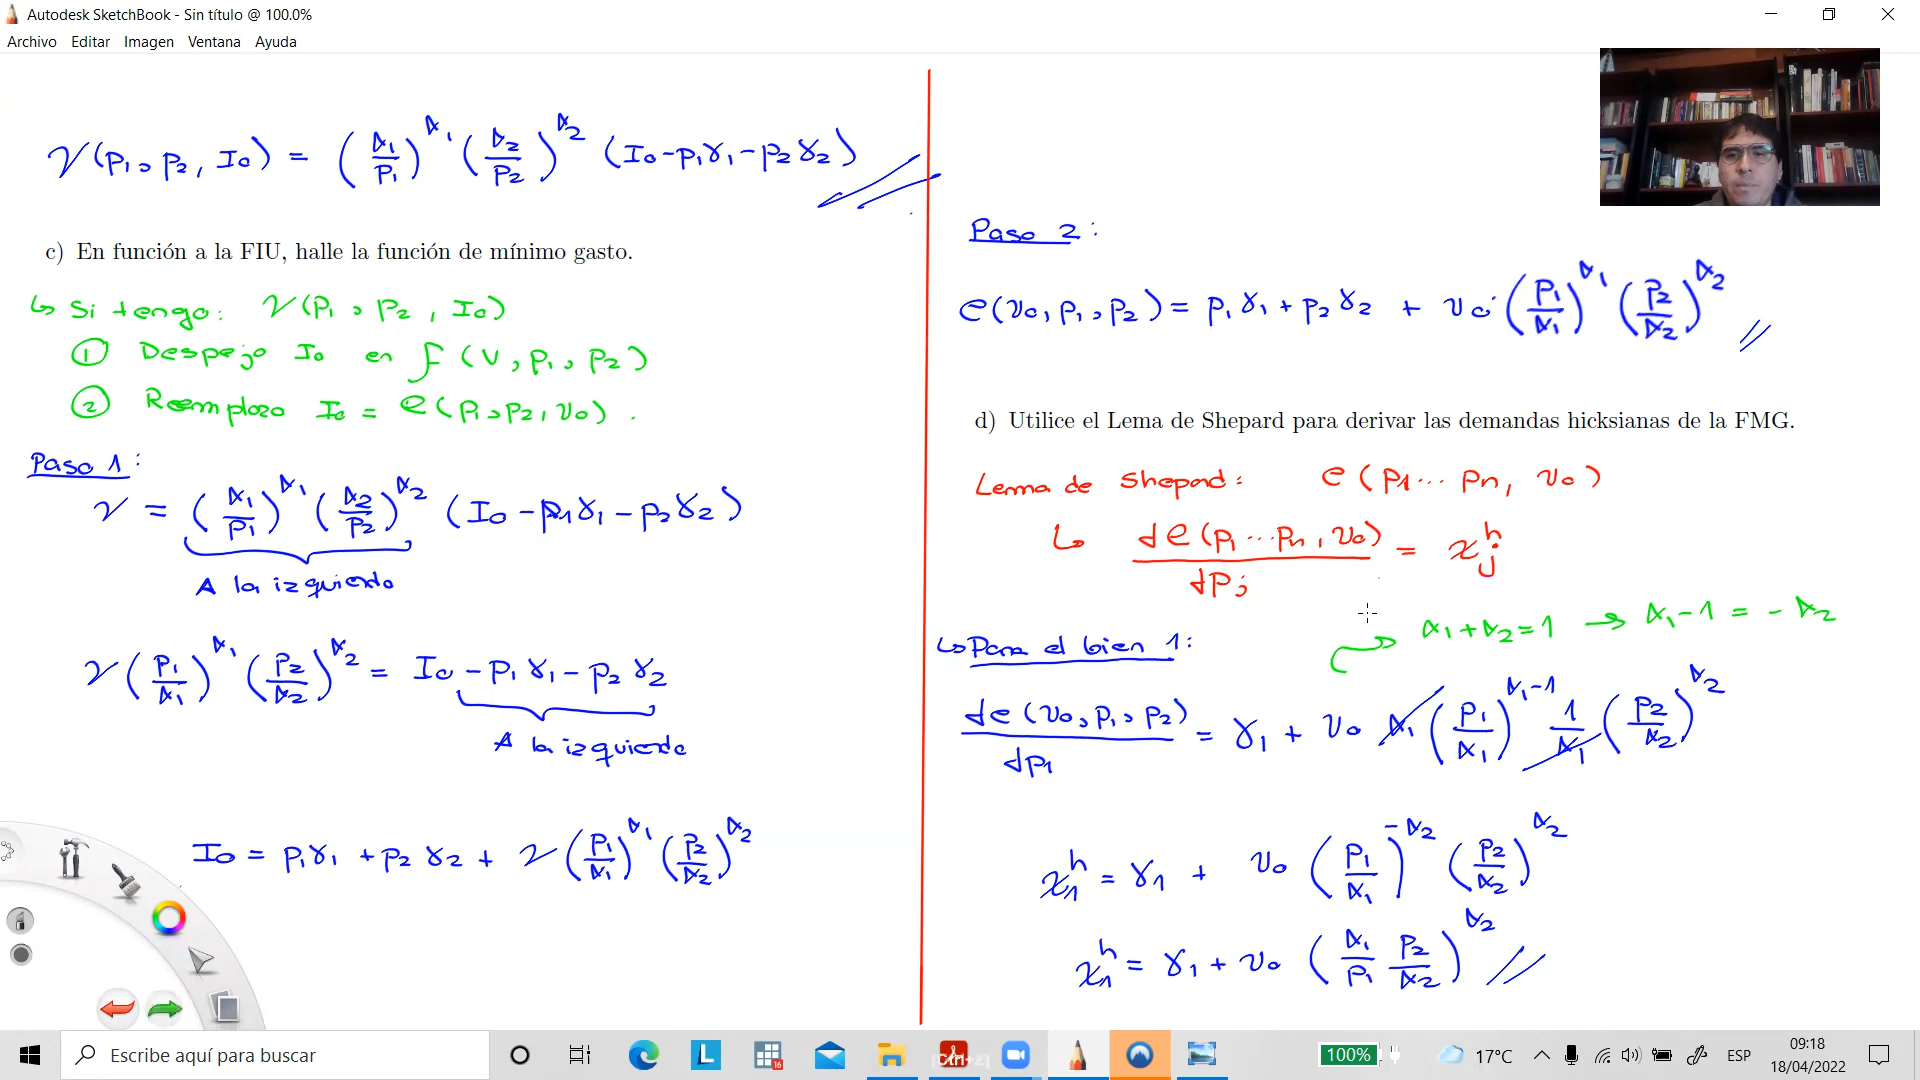 Autodesk SketchBook - Sin título @ 100.0%
Archivo Editar Imagen Ventana Ayuda
V(p₁, p₂, I₀) = (α₁/p₁)^α₁ (α₂/p₂)^α₂ (I₀ - p₁γ₁ - p₂γ₂)
c) En función a la FIU, halle la función de mínimo gasto.
↳ Si tengo: V(p₁, p₂, I₀)
① Despejo I₀ en f(V, p₁, p₂)
② Reemplazo I₀ = e(p₁, p₂, v₀).
Paso 1:
V = (α₁/p₁)^α₁ (α₂/p₂)^α₂ (I₀ - p₁γ₁ - p₂γ₂)
A la izquierda
V (p₁/α₁)^α₁ (p₂/α₂)^α₂ = I₀ - p₁γ₁ - p₂γ₂
A la izquierda
I₀ = p₁γ₁ + p₂γ₂ + V (p₁/α₁)^α₁ (p₂/α₂)^α₂
Paso 2:
e(v₀, p₁, p₂) = p₁γ₁ + p₂γ₂ + v₀·(p₁/α₁)^α₁ (p₂/α₂)^α₂ //
d) Utilice el Lema de Shepard para derivar las demandas hicksianas de la FMG.
Lema de Shepard: e(p₁...pₙ, v₀)
↳ de(p₁...pₙ, v₀)/dpⱼ = xⱼ^h
α₁+α₂=1 → α₁-1 = -α₂
↳ Para el bien 1:
de(v₀, p₁, p₂)/dp₁ = γ₁ + v₀ α₁ (p₁/α₁)^(α₁-1) 1/α₁ (p₂/α₂)^α₂
x₁^h = γ₁ + v₀ (p₁/α₁)^(-α₂) (p₂/α₂)^α₂
x₁^h = γ₁ + v₀ (α₁/p₁ p₂/α₂)^α₂ //
Escribe aquí para buscar
L
16
100%
17°C
ESP
09:18
18/04/2022